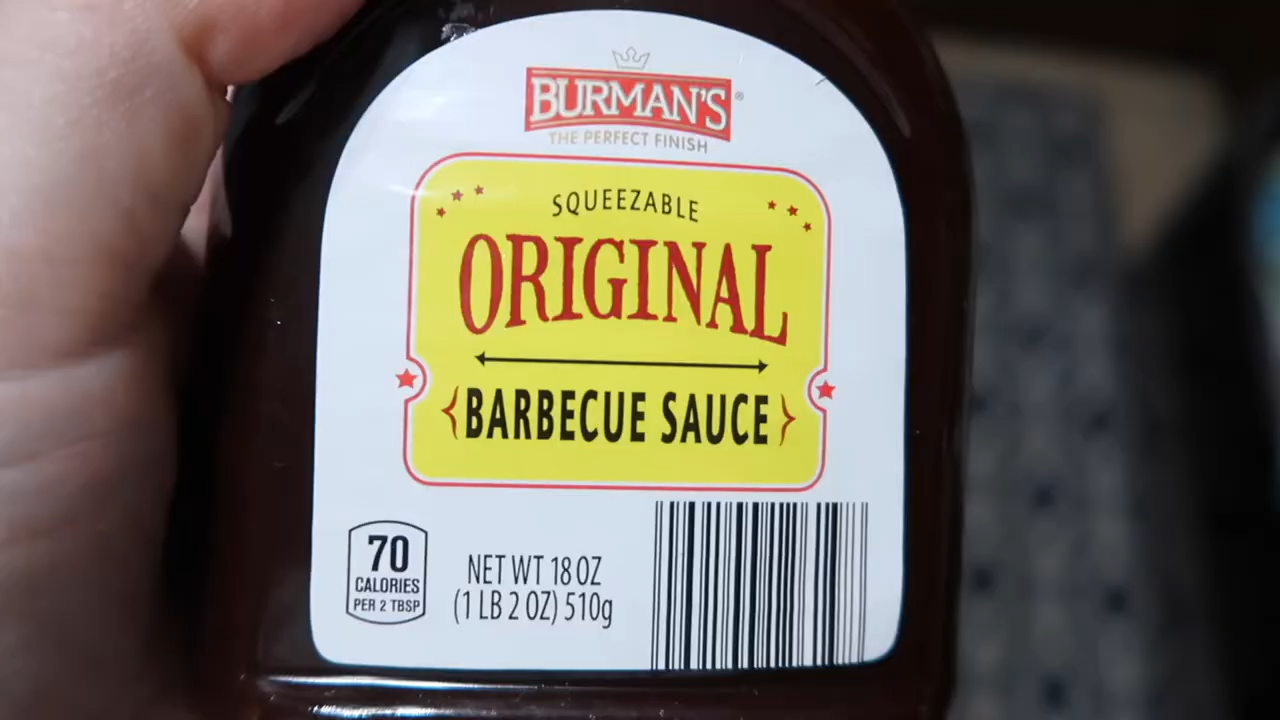 BURMAN'S®
THE PERFECT FINISH
SQUEEZABLE
ORIGINAL
BARBECUE SAUCE
70
CALORIES
PER 2 TBSP
NET WT 18 OZ
(1 LB 2 OZ) 510g